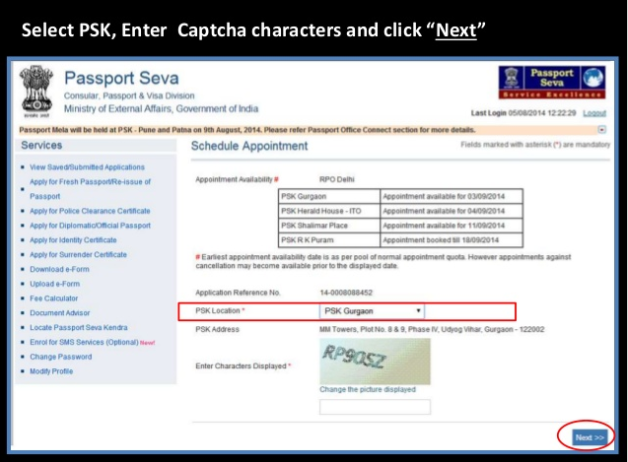 Select PSK, Enter Captcha characters and click “Next”
Passport Seva
Consular, Passport & Visa Division
Ministry of External Affairs, Government of India
Passport
Seva
Service Excellence
Last Login 05/08/2014 12:22:29 Logout
Passport Mela will be held at PSK - Pune and Patna on 9th August, 2014. Please refer Passport Office Connect section for more details.
Services
Schedule Appointment
Fields marked with asterisk (*) are mandatory
View Saved/Submitted Applications
Apply for Fresh Passport/Re-issue of
Passport
Apply for Police Clearance Certificate
Apply for Diplomatic/Official Passport
Apply for Identity Certificate
Apply for Surrender Certificate
Download e-Form
Upload e-Form
Fee Calculator
Document Advisor
Locate Passport Seva Kendra
Enrol for SMS Services (Optional) New!
Change Password
Modify Profile
Appointment Availability # RPO Delhi
PSK Gurgaon Appointment available for 03/09/2014
PSK Herald House - ITO Appointment available for 04/09/2014
PSK Shalimar Place Appointment available for 11/09/2014
PSK R K Puram Appointment booked till 18/09/2014
# Earliest appointment availability date is as per pool of normal appointment quota. However appointments against
cancellation may become available prior to the displayed date.
Application Reference No. 14-0008088452
PSK Location * PSK Gurgaon
PSK Address MM Towers, Plot No. 8 & 9, Phase IV, Udyog Vihar, Gurgaon - 122002
Enter Characters Displayed *
RP90SZ
Change the picture displayed
Next >>